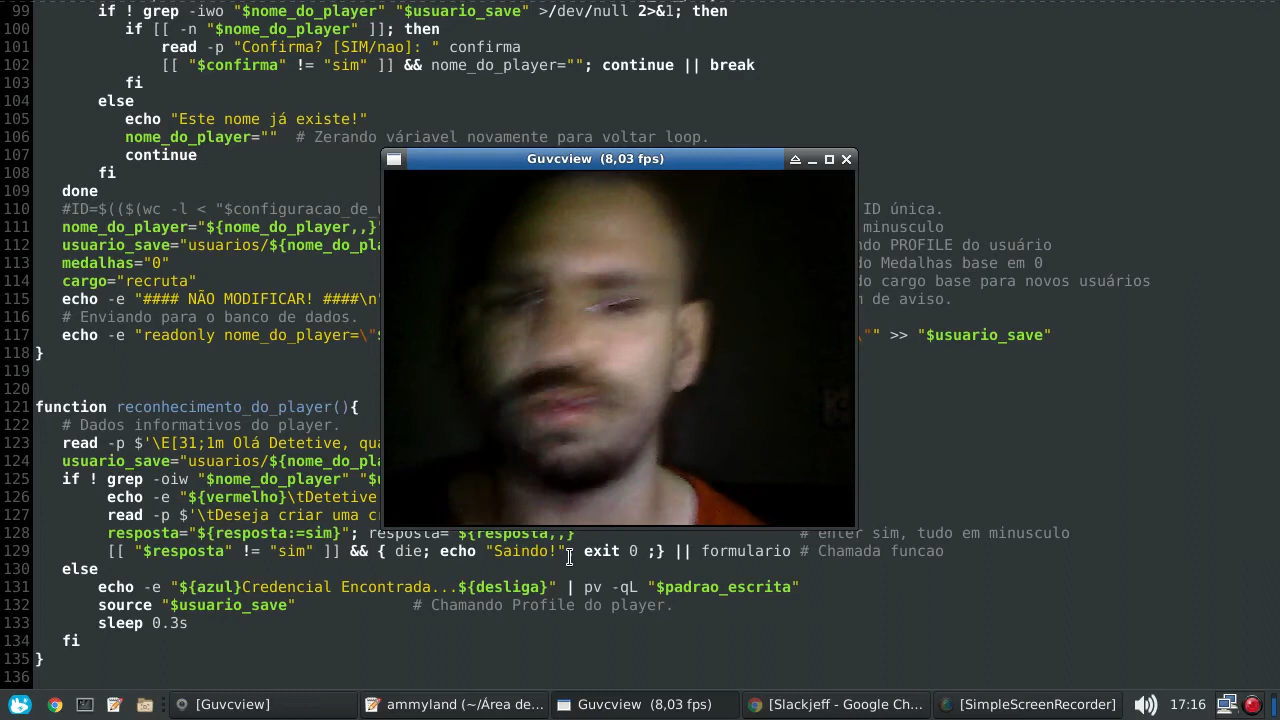 99 if ! grep -iwo "$nome_do_player" "$usuario_save" >/dev/null 2>&1; then
100 if [[ -n "$nome_do_player" ]]; then
101 read -p "Confirma? [SIM/nao]: " confirma
102 [[ "$confirma" != "sim" ]] && nome_do_player=""; continue || break
103 fi
104 else
105 echo "Este nome já existe!"
106 nome_do_player="" # Zerando váriavel novamente para voltar loop.
107 continue
108 fi
109 done
110 #ID=$(($(wc -l < "$configuracao_de_ ID única.
111 nome_do_player="${nome_do_player,,}" minusculo
112 usuario_save="usuarios/${nome_do_pla ndo PROFILE do usuário
113 medalhas="0" do Medalhas base em 0
114 cargo="recruta" do cargo base para novos usuários
115 echo -e "#### NÃO MODIFICAR! ####\n" m de aviso.
116 # Enviando para o banco de dados.
117 echo -e "readonly nome_do_player=\"$ \"" >> "$usuario_save"
118 }
119
120
121 function reconhecimento_do_player(){
122 # Dados informativos do player.
123 read -p $'\E[31;1m Olá Detetive, qua
124 usuario_save="usuarios/${nome_do_pla
125 if ! grep -oiw "$nome_do_player" "$u
126 echo -e "${vermelho}\tDetetive
127 read -p $'\tDeseja criar uma c
128 resposta="${resposta:=sim}"; resposta="${resposta,,}" # enter sim, tudo em minusculo
129 [[ "$resposta" != "sim" ]] && { die; echo "Saindo!"; exit 0 ;} || formulario # Chamada funcao
130 else
131 echo -e "${azul}Credencial Encontrada...${desliga}" | pv -qL "$padrao_escrita"
132 source "$usuario_save" # Chamando Profile do player.
133 sleep 0.3s
134 fi
135 }
136
Guvcview (8,03 fps)
[Guvcview] ammyland (~/Área de... Guvcview (8,03 fps) [Slackjeff - Google Ch... [SimpleScreenRecorder] 17:16